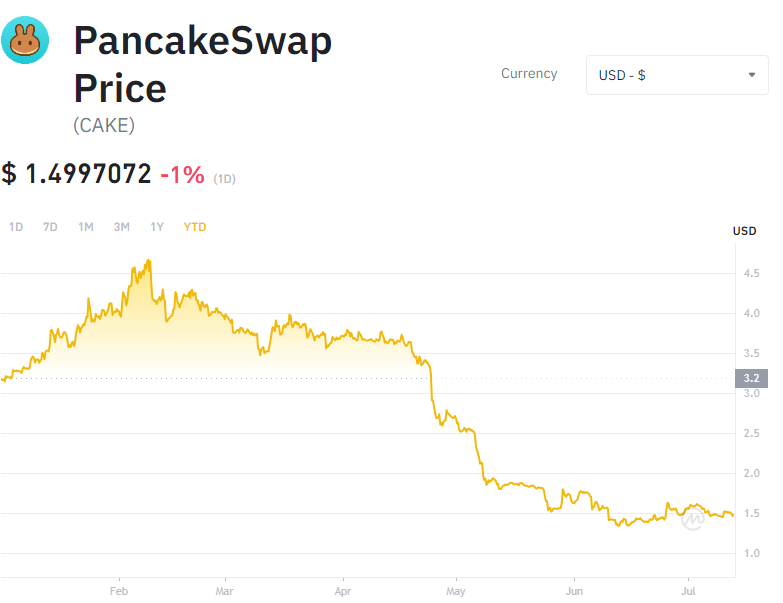 PancakeSwap
Price
(CAKE)
Currency
USD - $
$ 1.4997072 -1% (1D)
1D 7D 1M 3M 1Y YTD
USD
4.5
4.0
3.5
3.2
3.0
2.5
2.0
1.5
1.0
Feb Mar Apr May Jun Jul